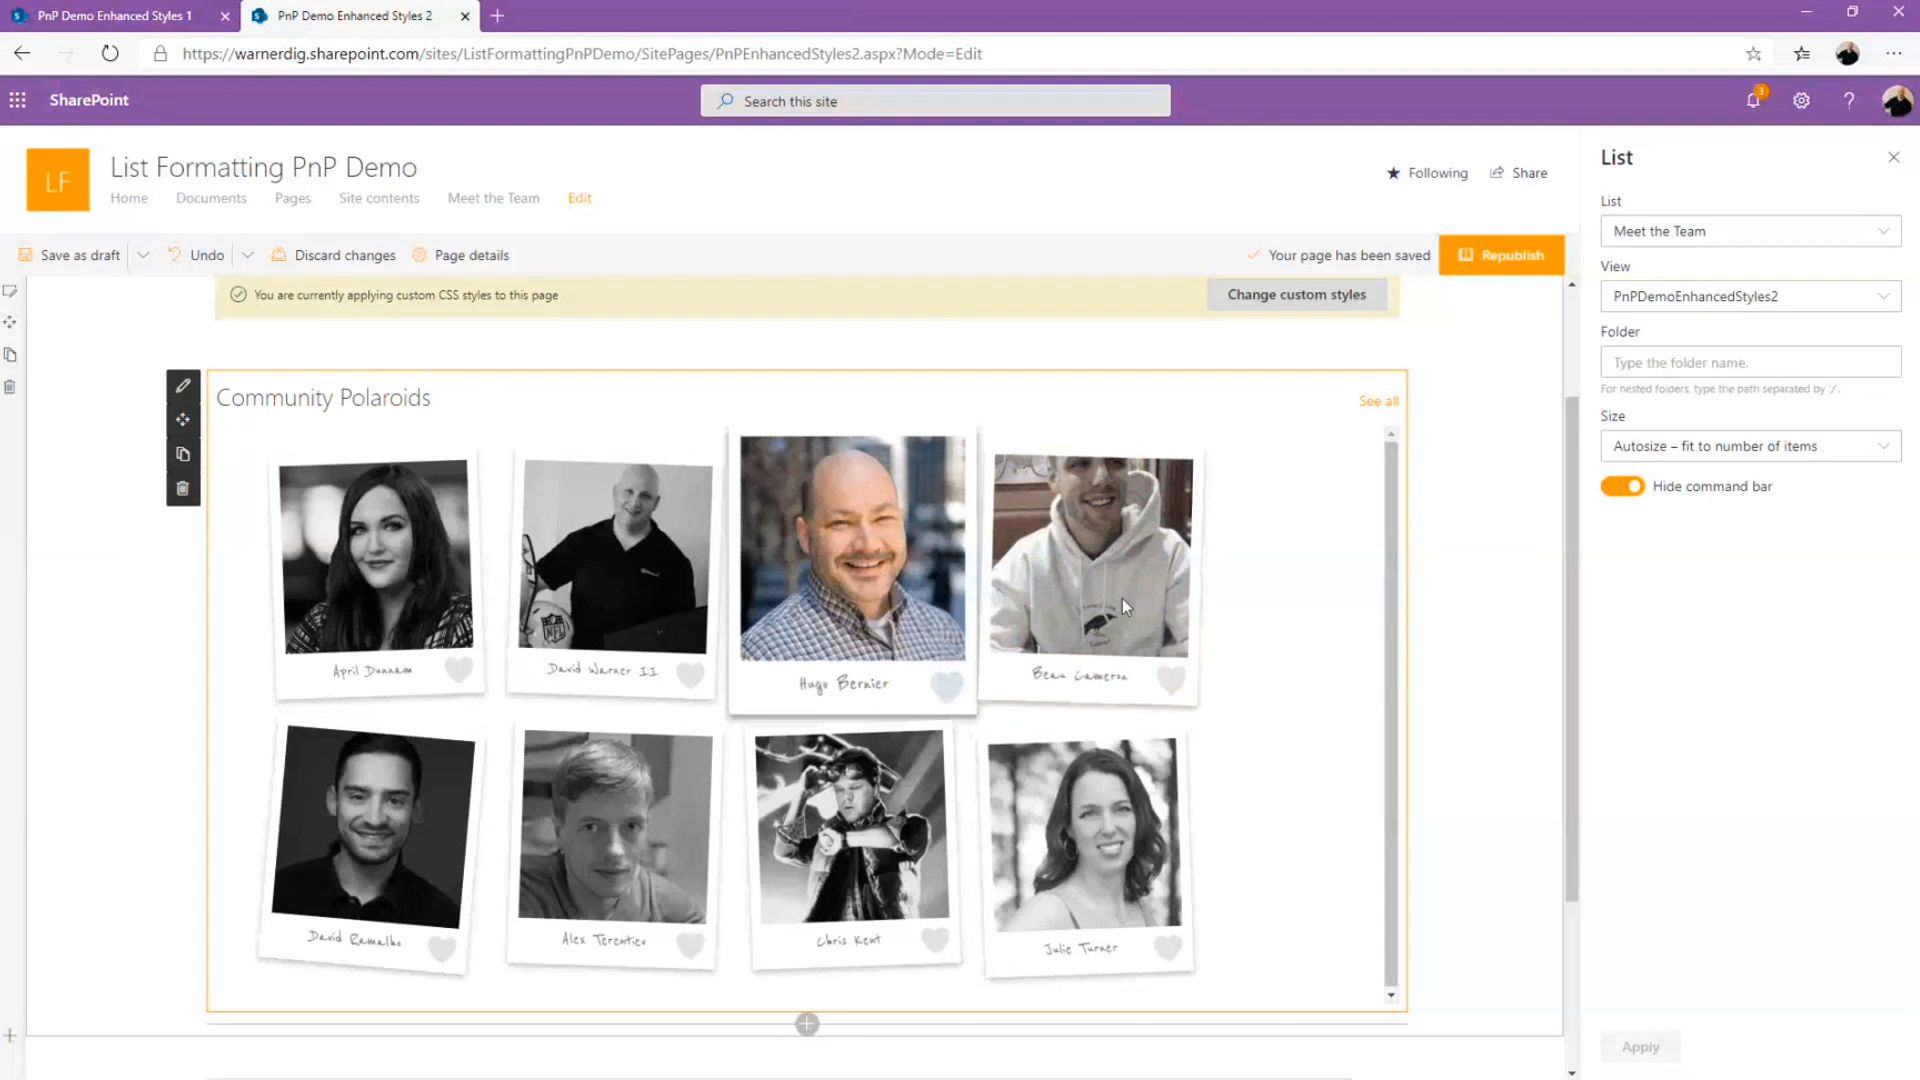 PnP Demo Enhanced Styles 1
PnP Demo Enhanced Styles 2
https://warnerdig.sharepoint.com/sites/ListFormattingPnPDemo/SitePages/PnPEnhancedStyles2.aspx?Mode=Edit
SharePoint
Search this site
3
LF
List Formatting PnP Demo
Home
Documents
Pages
Site contents
Meet the Team
Edit
Following
Share
Save as draft
Undo
Discard changes
Page details
Your page has been saved
Republish
You are currently applying custom CSS styles to this page
Change custom styles
Community Polaroids
See all
NFL
April Dunnam
David Warner II
Hugo Bernier
Beau Cameron
David Ramalho
Alex Terentiev
Chris Kent
Julie Turner
List
List
Meet the Team
View
PnPDemoEnhancedStyles2
Folder
Type the folder name.
For nested folders, type the path separated by '/'.
Size
Autosize – fit to number of items
Hide command bar
Apply